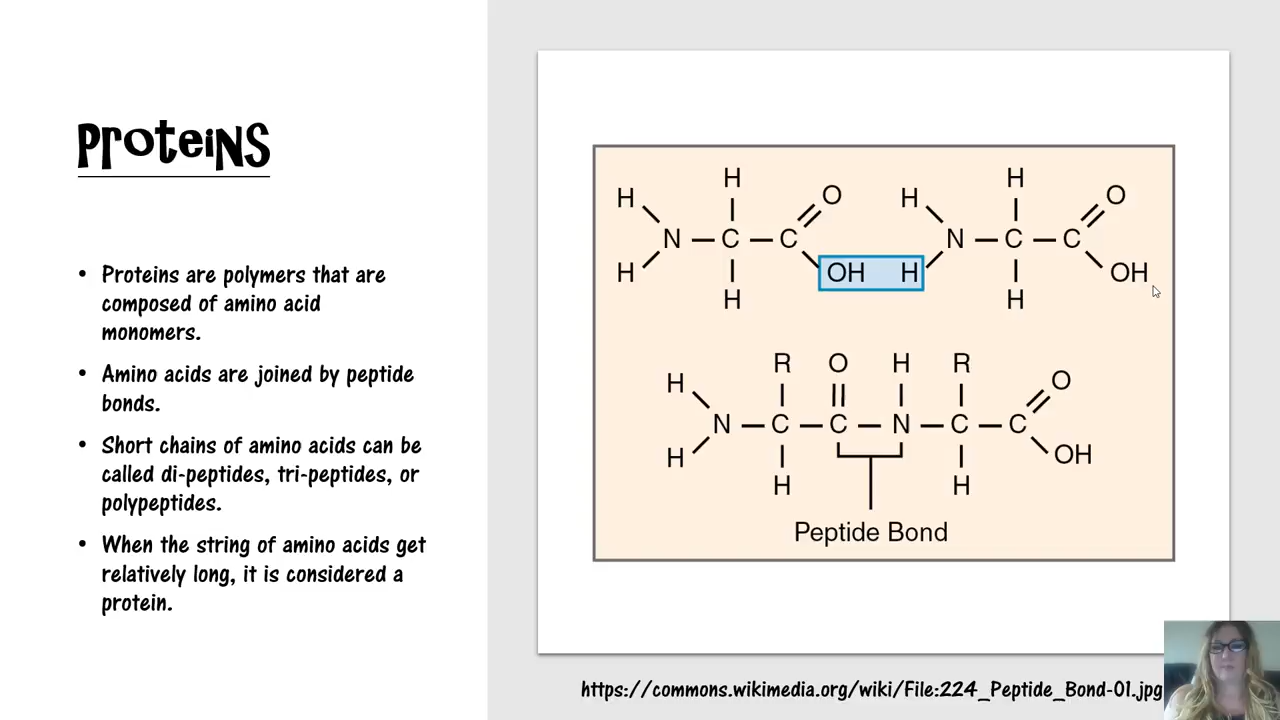 Proteins
• Proteins are polymers that are
composed of amino acid
monomers.
• Amino acids are joined by peptide
bonds.
• Short chains of amino acids can be
called di-peptides, tri-peptides, or
polypeptides.
• When the string of amino acids get
relatively long, it is considered a
protein.
H H O H H O
N C C N C C
H OH H OH
H H
R O H R
H O
N C C N C C
H OH
H H
Peptide Bond
https://commons.wikimedia.org/wiki/File:224_Peptide_Bond-01.jpg